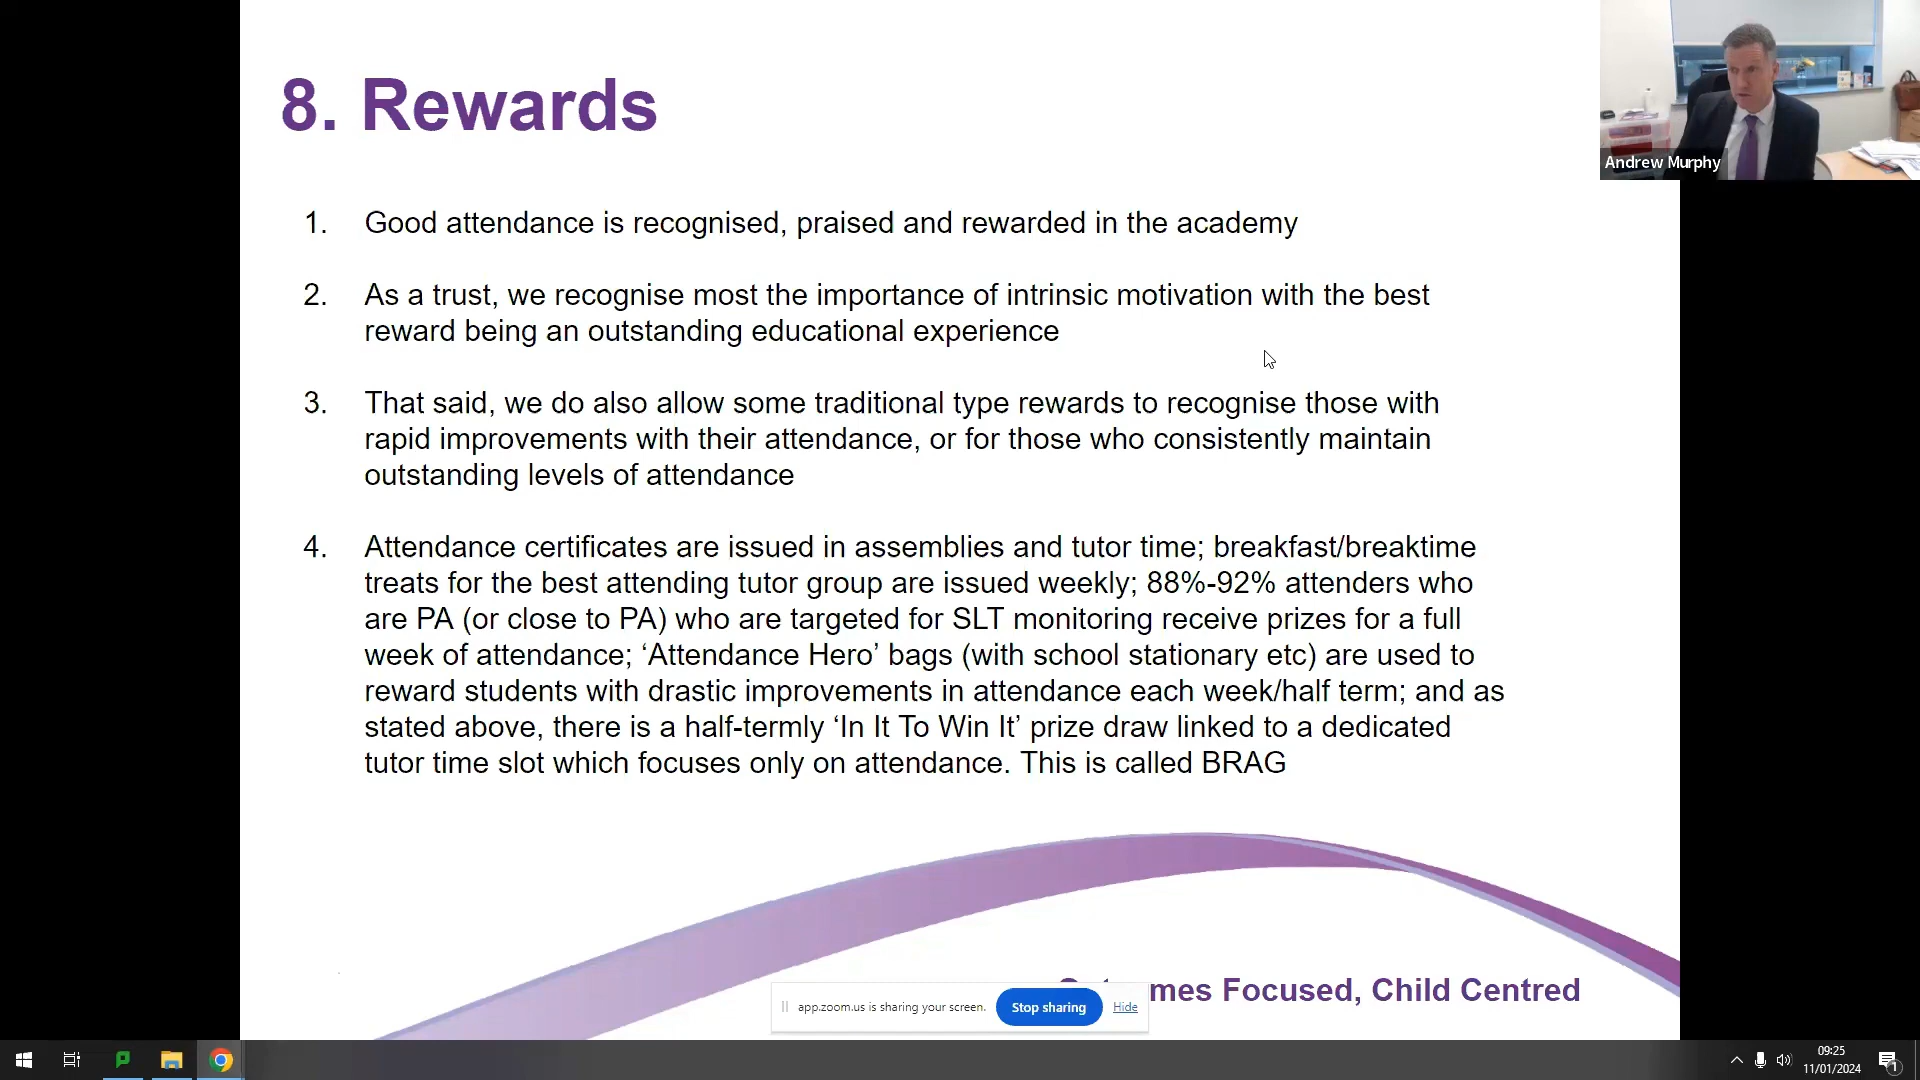 8. Rewards
Andrew Murphy
1. Good attendance is recognised, praised and rewarded in the academy
2. As a trust, we recognise most the importance of intrinsic motivation with the best
reward being an outstanding educational experience
3. That said, we do also allow some traditional type rewards to recognise those with
rapid improvements with their attendance, or for those who consistently maintain
outstanding levels of attendance
4. Attendance certificates are issued in assemblies and tutor time; breakfast/breaktime
treats for the best attending tutor group are issued weekly; 88%-92% attenders who
are PA (or close to PA) who are targeted for SLT monitoring receive prizes for a full
week of attendance; ‘Attendance Hero’ bags (with school stationary etc) are used to
reward students with drastic improvements in attendance each week/half term; and as
stated above, there is a half-termly ‘In It To Win It’ prize draw linked to a dedicated
tutor time slot which focuses only on attendance. This is called BRAG
Focused, Child Centred
app.zoom.us is sharing your screen. Stop sharing Hide
09:25
11/01/2024
1